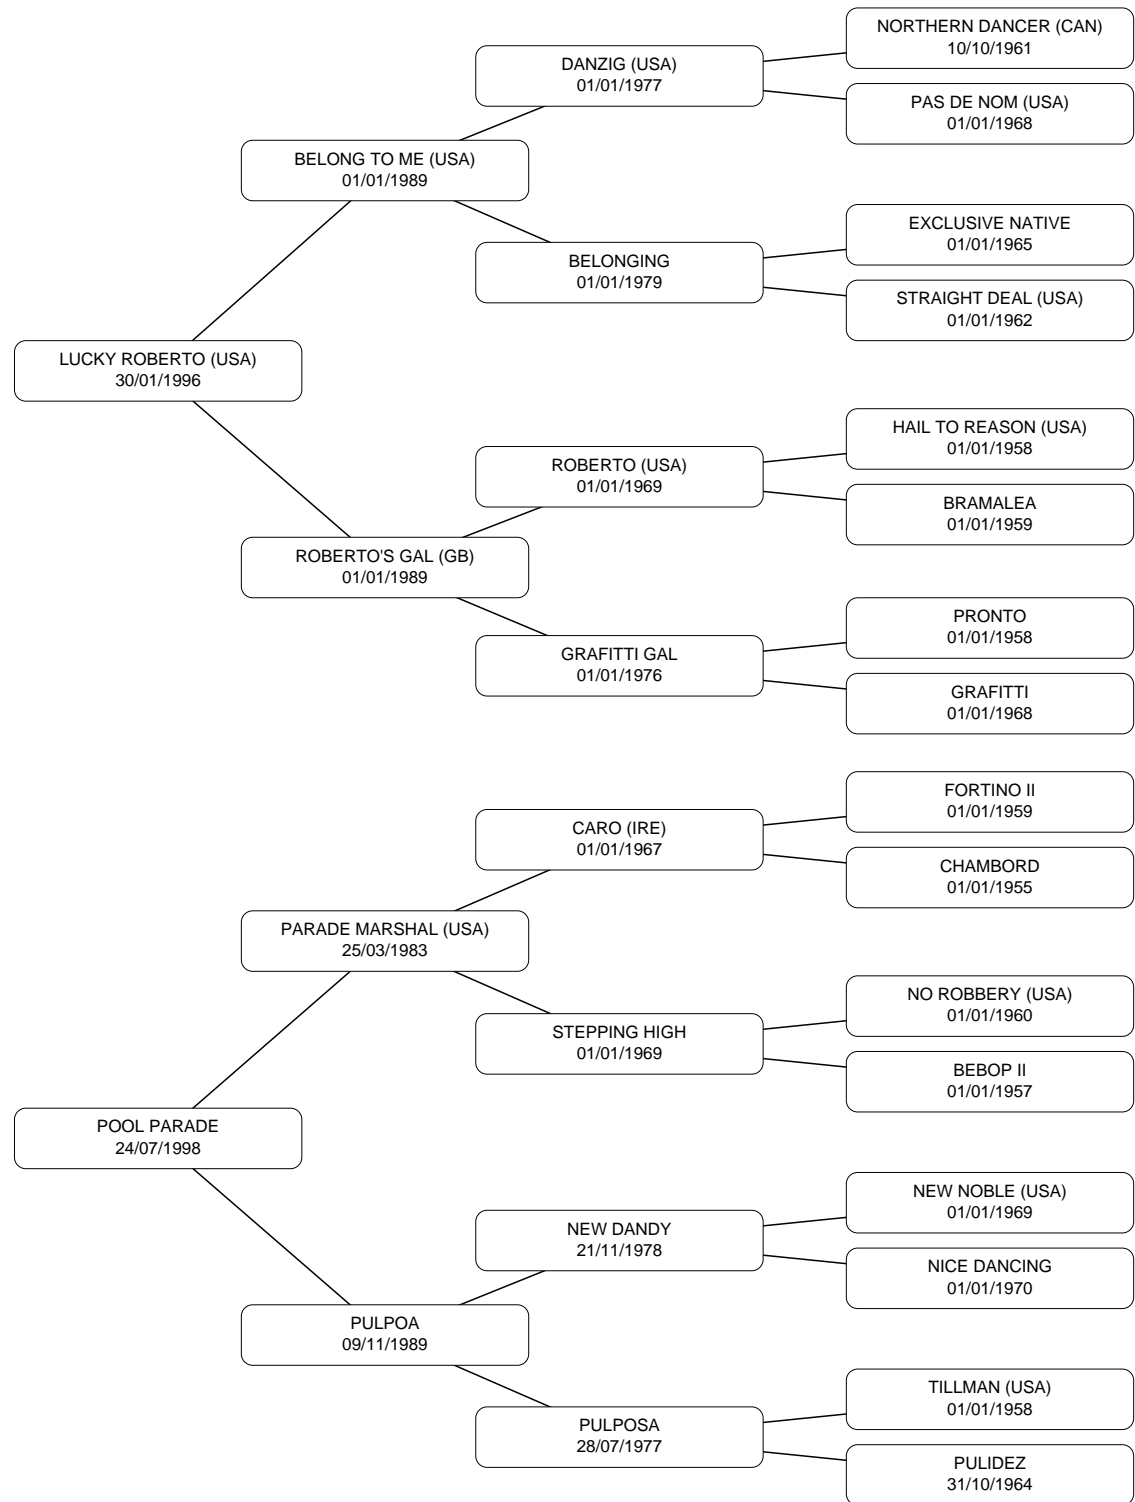 NORTHERN DANCER (CAN)
10/10/1961
DANZIG (USA)
01/01/1977
PAS DE NOM (USA)
01/01/1968
BELONG TO ME (USA)
01/01/1989
EXCLUSIVE NATIVE
01/01/1965
BELONGING
01/01/1979
STRAIGHT DEAL (USA)
01/01/1962
LUCKY ROBERTO (USA)
30/01/1996
HAIL TO REASON (USA)
01/01/1958
ROBERTO (USA)
01/01/1969
BRAMALEA
01/01/1959
ROBERTO'S GAL (GB)
01/01/1989
PRONTO
01/01/1958
GRAFITTI GAL
01/01/1976
GRAFITTI
01/01/1968
FORTINO II
01/01/1959
CARO (IRE)
01/01/1967
CHAMBORD
01/01/1955
PARADE MARSHAL (USA)
25/03/1983
NO ROBBERY (USA)
01/01/1960
STEPPING HIGH
01/01/1969
BEBOP II
01/01/1957
POOL PARADE
24/07/1998
NEW NOBLE (USA)
01/01/1969
NEW DANDY
21/11/1978
NICE DANCING
01/01/1970
PULPOA
09/11/1989
TILLMAN (USA)
01/01/1958
PULPOSA
28/07/1977
PULIDEZ
31/10/1964